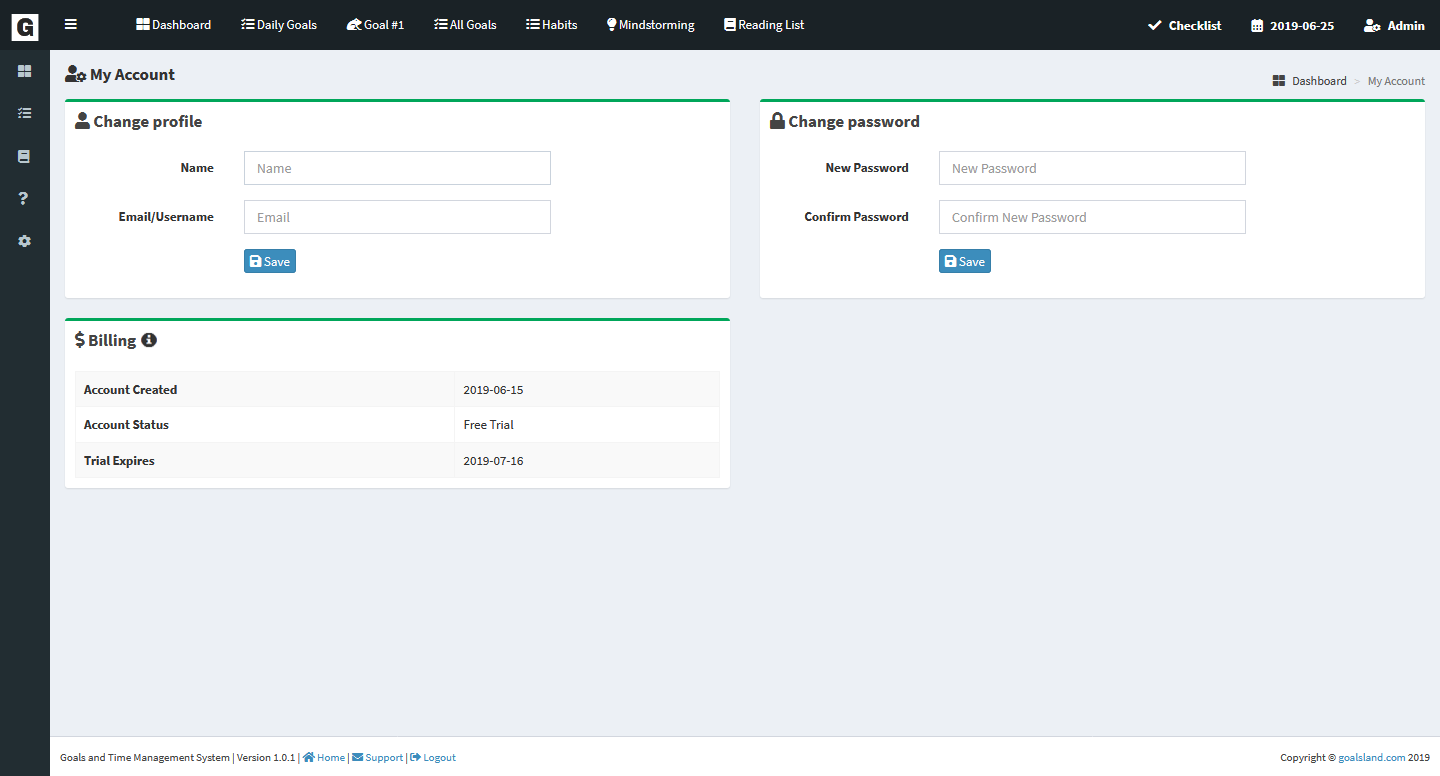 G Dashboard Daily Goals Goal #1 All Goals Habits Mindstorming Reading List Checklist 2019-06-25 Admin
My Account
Dashboard > My Account
Change profile
Name Name
Email/Username Email
Save
Change password
New Password New Password
Confirm Password Confirm New Password
Save
$ Billing
Account Created 2019-06-15
Account Status Free Trial
Trial Expires 2019-07-16
Goals and Time Management System | Version 1.0.1 | Home | Support | Logout
Copyright © goalsland.com 2019